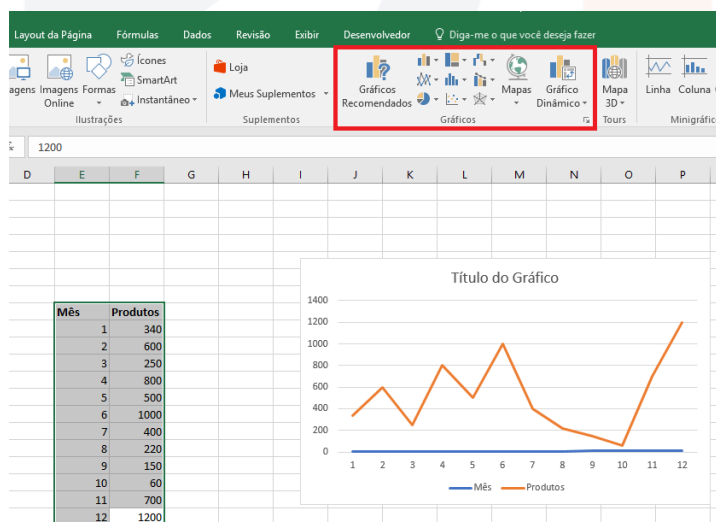 Layout da Página Fórmulas Dados Revisão Exibir Desenvolvedor Diga-me o que você deseja fazer
agens Imagens Online Formas
Ícones
SmartArt
Instantâneo
Ilustrações
Loja
Meus Suplementos
Suplementos
Gráficos Recomendados
Mapas
Gráfico Dinâmico
Gráficos
Mapa 3D
Tours
Linha Coluna
Minigráfic
fx 1200
D E F G H I J K L M N O P
Mês Produtos
1 340
2 600
3 250
4 800
5 500
6 1000
7 400
8 220
9 150
10 60
11 700
12 1200
Título do Gráfico
1400
1200
1000
800
600
400
200
0
1 2 3 4 5 6 7 8 9 10 11 12
Mês Produtos